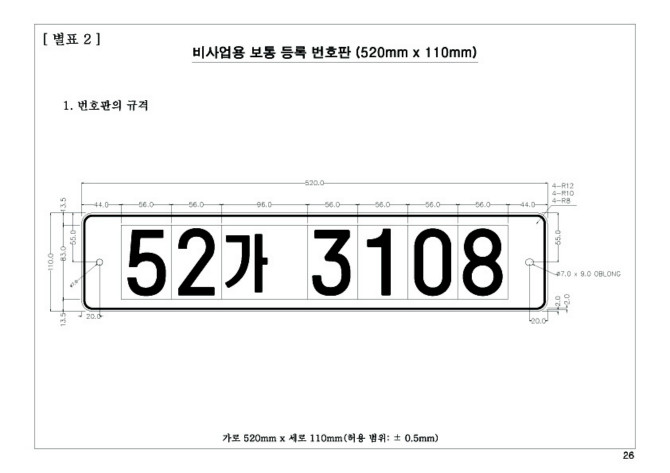 [ 별표 2 ]
비사업용 보통 등록 번호판 (520mm x 110mm)
1. 번호판의 규격
520.0
4-R12
4-R10
4-R8
44.0 56.0 56.0 96.0 56.0 56.0 56.0 56.0 44.0
13.5
55.0
83.0
110.0
13.5
52가 3108
55.0
ø7.0 x 9.0 OBLONG
20.0
20.0
2.0
2.0
가로 520mm x 세로 110mm(허용 범위: ± 0.5mm)
26